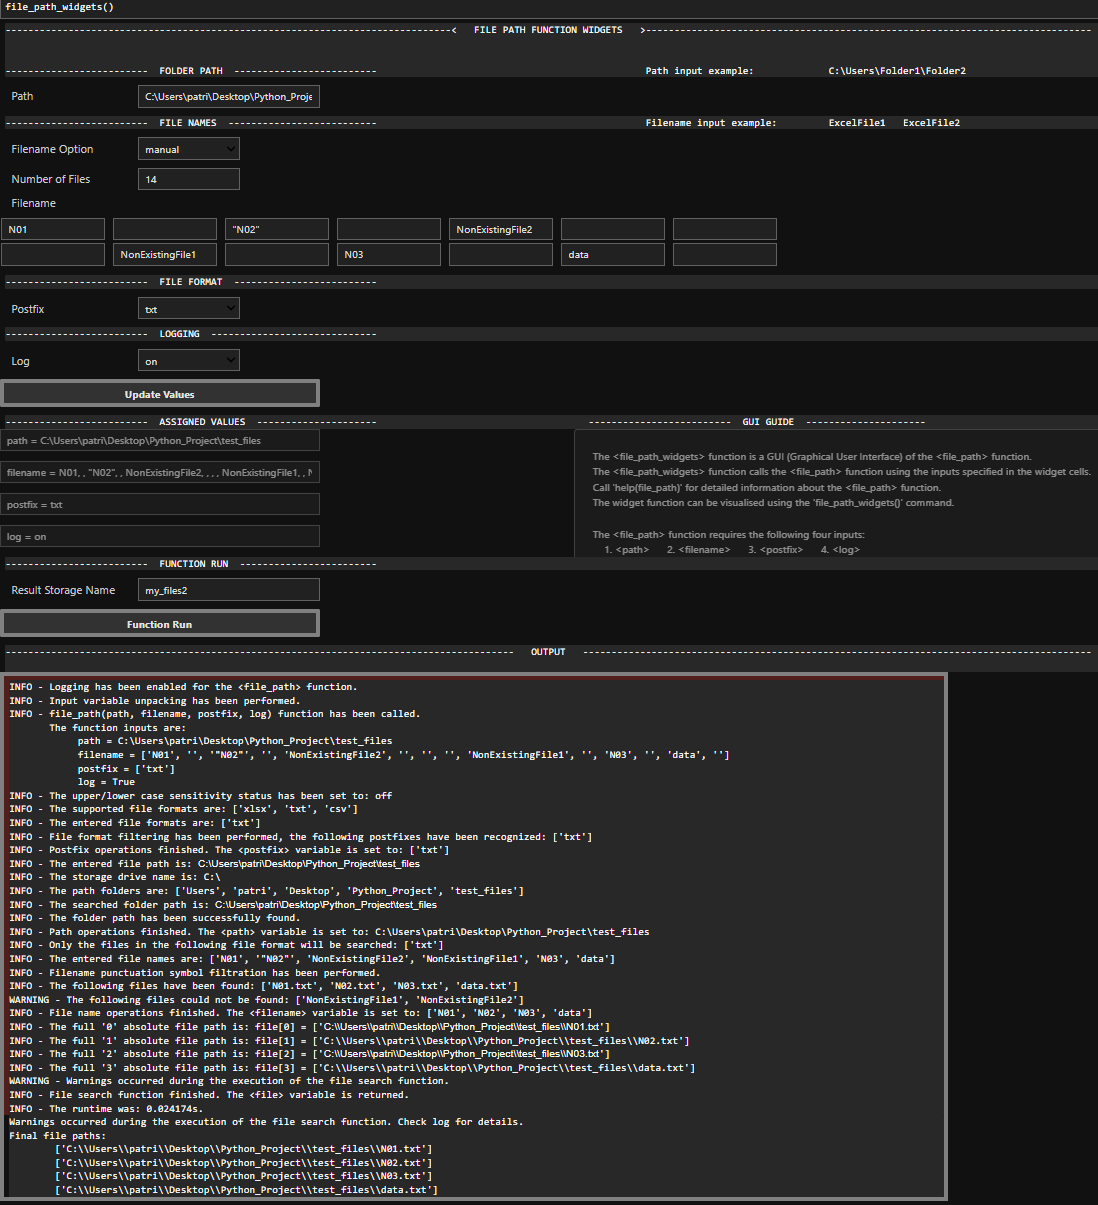 file_path_widgets()
------------------------------------------------------------------------------< FILE PATH FUNCTION WIDGETS >------------------------------------------------------------------------------
------------------------- FOLDER PATH ------------------------- Path input example: C:\Users\Folder1\Folder2
Path C:\Users\patri\Desktop\Python_Proje
------------------------- FILE NAMES ------------------------- Filename input example: ExcelFile1 ExcelFile2
Filename Option manual
Number of Files 14
Filename
N01 "N02" NonExistingFile2
NonExistingFile1 N03 data
------------------------- FILE FORMAT -------------------------
Postfix txt
------------------------- LOGGING -----------------------------
Log on
Update Values
------------------------- ASSIGNED VALUES ----------------------- ------------------------- GUI GUIDE ---------------------
path = C:\Users\patri\Desktop\Python_Project\test_files
filename = N01, , "N02", , NonExistingFile2, , , , NonExistingFile1, , N
postfix = txt
log = on
The <file_path_widgets> function is a GUI (Graphical User Interface) of the <file_path> function.
The <file_path_widgets> function calls the <file_path> function using the inputs specified in the widget cells.
Call 'help(file_path)' for detailed information about the <file_path> function.
The widget function can be visualised using the 'file_path_widgets()' command.
The <file_path> function requires the following four inputs:
1. <path> 2. <filename> 3. <postfix> 4. <log>
------------------------- FUNCTION RUN ------------------------
Result Storage Name my_files2
Function Run
----------------------------------------------------------------------------------------- OUTPUT -----------------------------------------------------------------------------------------
INFO - Logging has been enabled for the <file_path> function.
INFO - Input variable unpacking has been performed.
INFO - file_path(path, filename, postfix, log) function has been called.
The function inputs are:
path = C:\Users\patri\Desktop\Python_Project\test_files
filename = ['N01', '', '"N02"', '', 'NonExistingFile2', '', '', '', 'NonExistingFile1', '', 'N03', '', 'data', '']
postfix = ['txt']
log = True
INFO - The upper/lower case sensitivity status has been set to: off
INFO - The supported file formats are: ['xlsx', 'txt', 'csv']
INFO - The entered file formats are: ['txt']
INFO - File format filtering has been performed, the following postfixes have been recognized: ['txt']
INFO - Postfix operations finished. The <postfix> variable is set to: ['txt']
INFO - The entered file path is: C:\Users\patri\Desktop\Python_Project\test_files
INFO - The storage drive name is: C:\
INFO - The path folders are: ['Users', 'patri', 'Desktop', 'Python_Project', 'test_files']
INFO - The searched folder path is: C:\Users\patri\Desktop\Python_Project\test_files
INFO - The folder path has been successfully found.
INFO - Path operations finished. The <path> variable is set to: C:\Users\patri\Desktop\Python_Project\test_files
INFO - Only the files in the following file format will be searched: ['txt']
INFO - The entered file names are: ['N01', '"N02"', 'NonExistingFile2', 'NonExistingFile1', 'N03', 'data']
INFO - Filename punctuation symbol filtration has been performed.
INFO - The following files have been found: ['N01.txt', 'N02.txt', 'N03.txt', 'data.txt']
WARNING - The following files could not be found: ['NonExistingFile1', 'NonExistingFile2']
INFO - File name operations finished. The <filename> variable is set to: ['N01', 'N02', 'N03', 'data']
INFO - The full '0' absolute file path is: file[0] = ['C:\\Users\\patri\\Desktop\\Python_Project\\test_files\\N01.txt']
INFO - The full '1' absolute file path is: file[1] = ['C:\\Users\\patri\\Desktop\\Python_Project\\test_files\\N02.txt']
INFO - The full '2' absolute file path is: file[2] = ['C:\\Users\\patri\\Desktop\\Python_Project\\test_files\\N03.txt']
INFO - The full '3' absolute file path is: file[3] = ['C:\\Users\\patri\\Desktop\\Python_Project\\test_files\\data.txt']
WARNING - Warnings occurred during the execution of the file search function.
INFO - File search function finished. The <file> variable is returned.
INFO - The runtime was: 0.024174s.
Warnings occurred during the execution of the file search function. Check log for details.
Final file paths:
['C:\\Users\\patri\\Desktop\\Python_Project\\test_files\\N01.txt']
['C:\\Users\\patri\\Desktop\\Python_Project\\test_files\\N02.txt']
['C:\\Users\\patri\\Desktop\\Python_Project\\test_files\\N03.txt']
['C:\\Users\\patri\\Desktop\\Python_Project\\test_files\\data.txt']